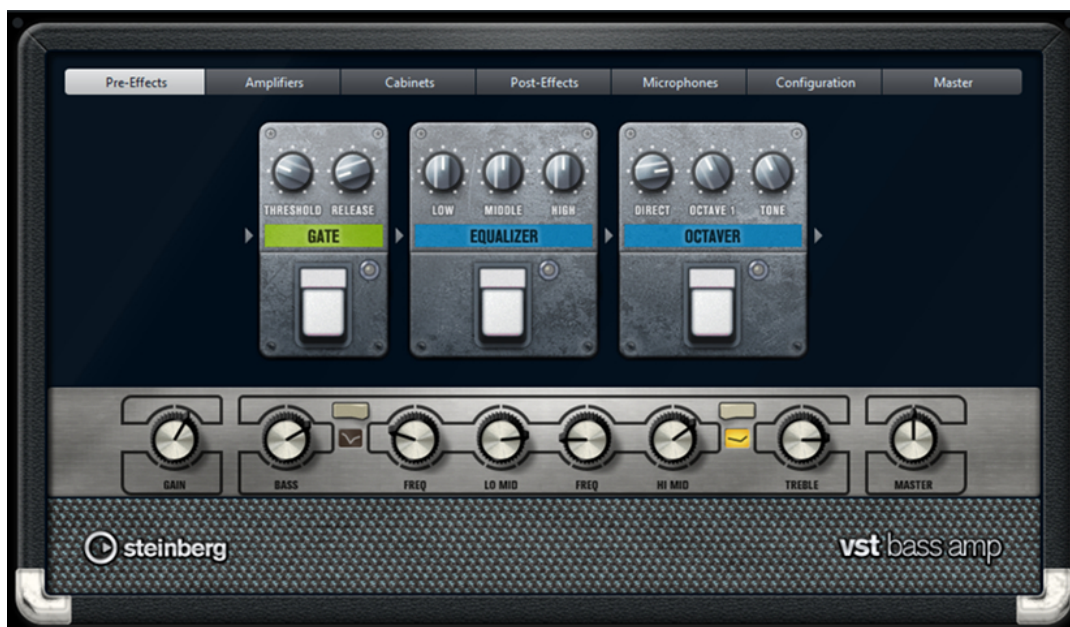 Pre-Effects Amplifiers Cabinets Post-Effects Microphones Configuration Master
THRESHOLD RELEASE
GATE
LOW MIDDLE HIGH
EQUALIZER
DIRECT OCTAVE 1 TONE
OCTAVER
GAIN BASS FREQ LO MID FREQ HI MID TREBLE MASTER
steinberg
vst bass amp